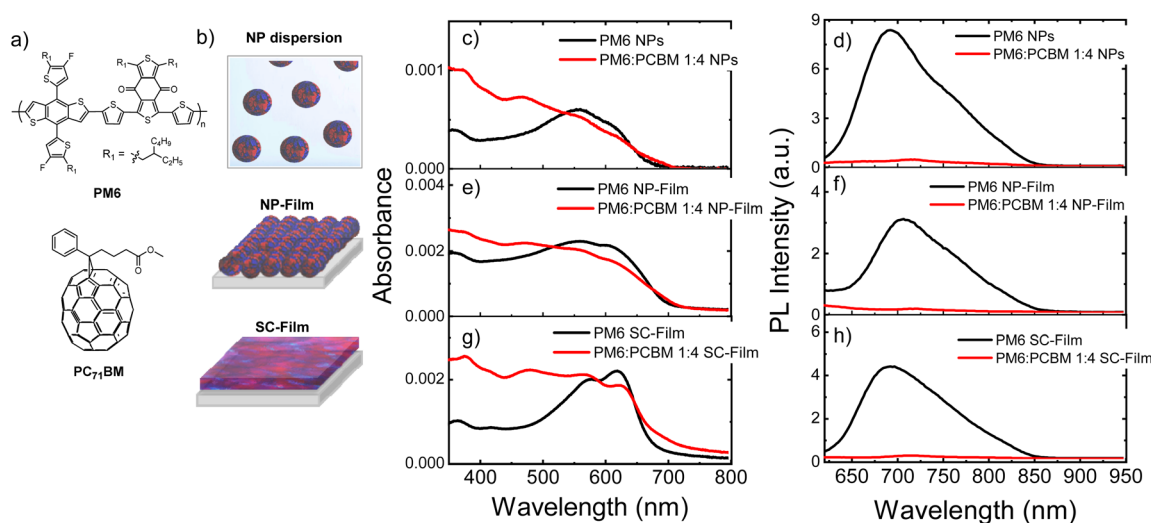 a)
R1
F
S
S
R1
R1
S
O
O
S
S
S
S
S
n
F
S
R1
R1 =
C4H9
C2H5
PM6
O
O
PC71BM
b)
NP dispersion
NP-Film
SC-Film
Absorbance
c)
PM6 NPs
PM6:PCBM 1:4 NPs
0.001
0.000
e)
PM6 NP-Film
PM6:PCBM 1:4 NP-Film
0.004
0.002
0.000
g)
PM6 SC-Film
PM6:PCBM 1:4 SC-Film
0.002
0.000
400 500 600 700 800
Wavelength (nm)
PL Intensity (a.u.)
d)
PM6 NPs
PM6:PCBM 1:4 NPs
8
6
4
2
0
f)
PM6 NP-Film
PM6:PCBM 1:4 NP-Film
3
0
h)
PM6 SC-Film
PM6:PCBM 1:4 SC-Film
4
2
0
650 700 750 800 850 900 950
Wavelength (nm)